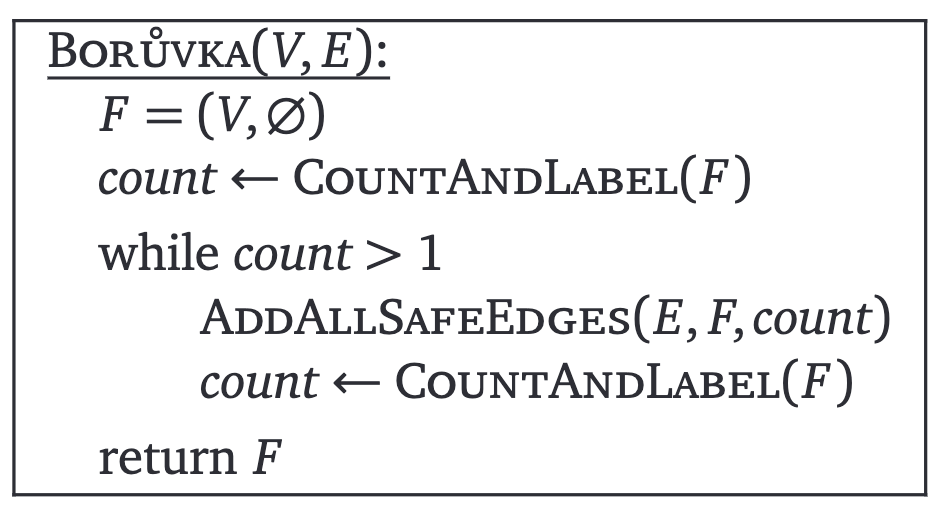 BORŮVKA(V, E):
F = (V, ∅)
count ← COUNTANDLABEL(F)
while count > 1
ADDALLSAFEEDGES(E, F, count)
count ← COUNTANDLABEL(F)
return F